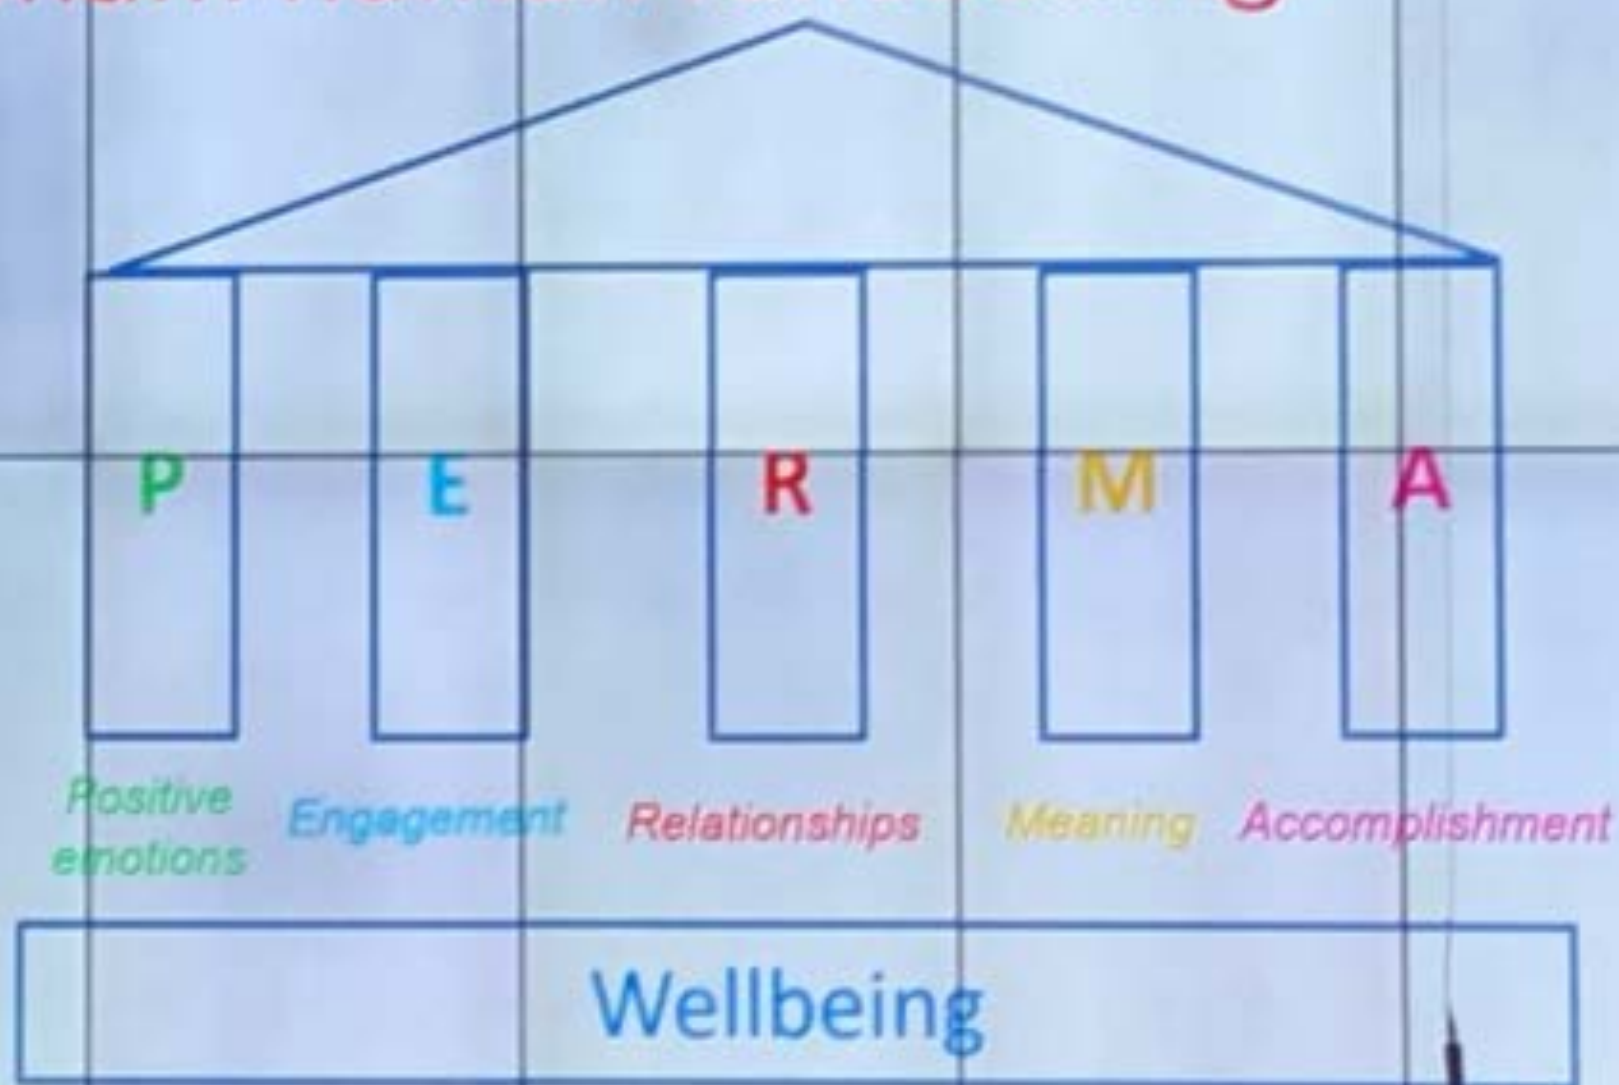 P E R M A
Positive
emotions
Engagement Relationships Meaning Accomplishment
Wellbeing